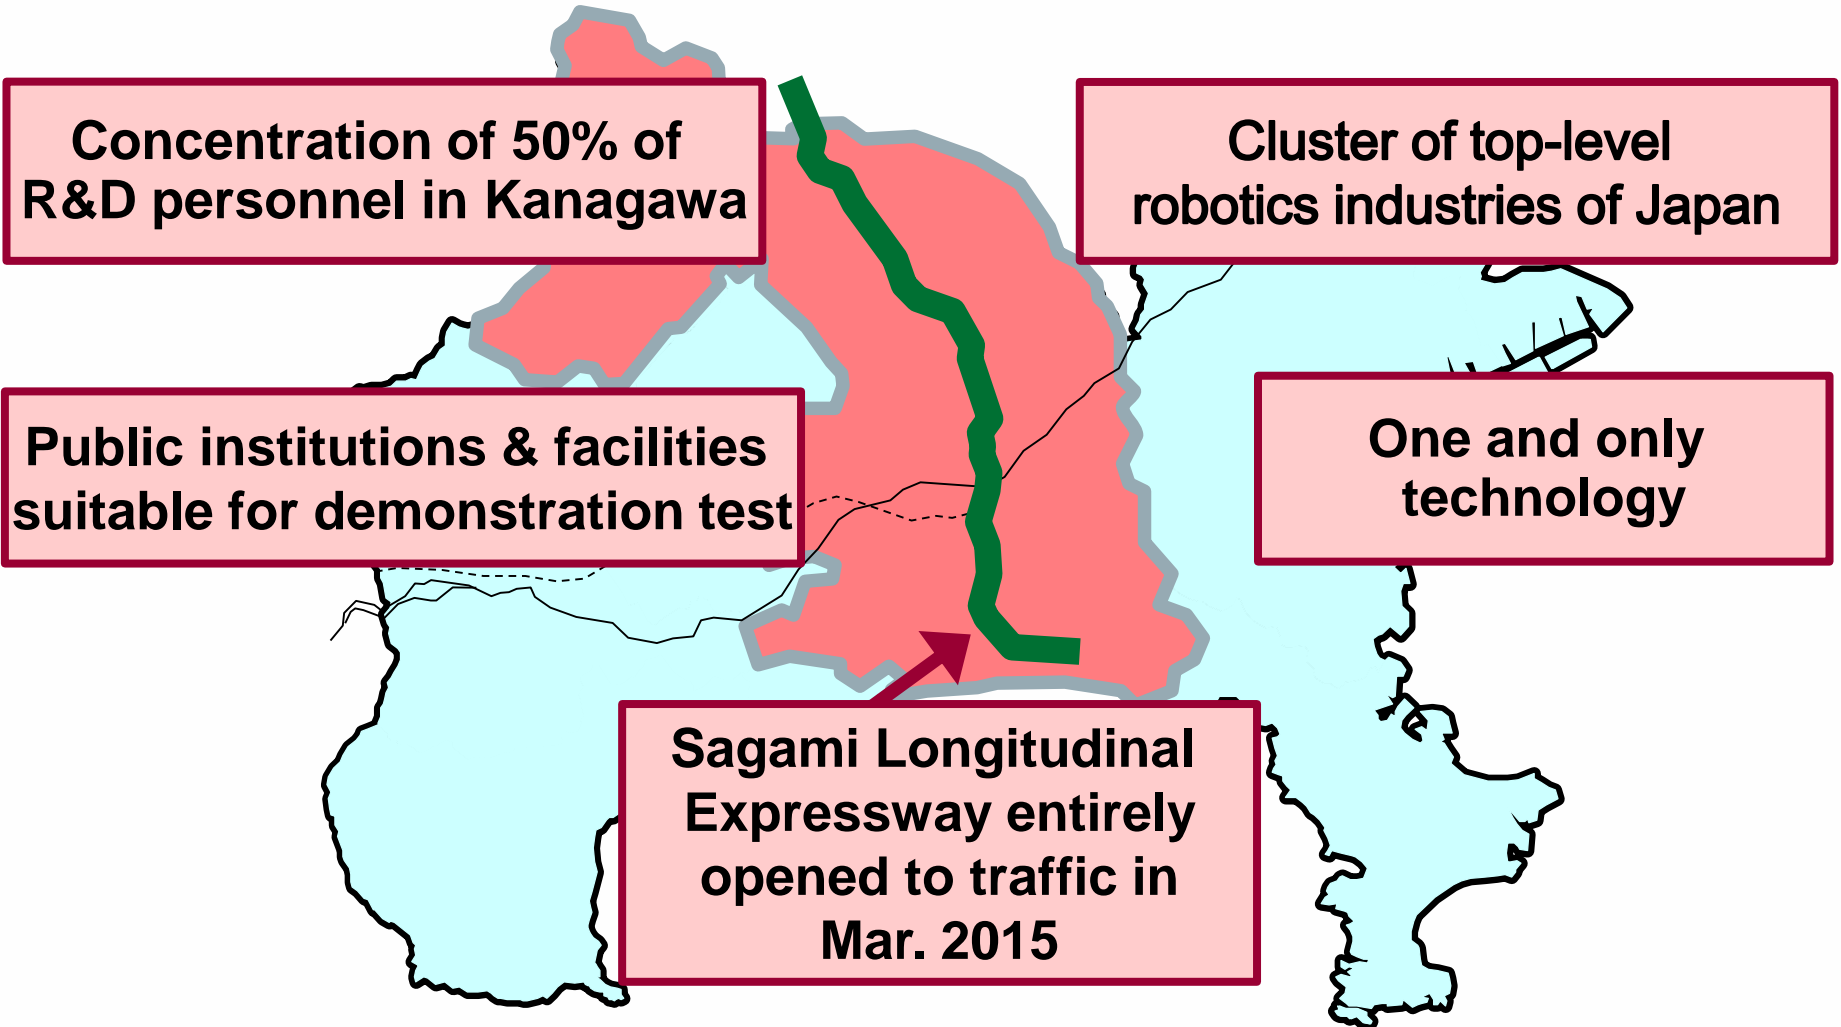 Concentration of 50% of
R&D personnel in Kanagawa
Cluster of top-level
robotics industries of Japan
Public institutions & facilities
suitable for demonstration test
One and only
technology
Sagami Longitudinal
Expressway entirely
opened to traffic in
Mar. 2015